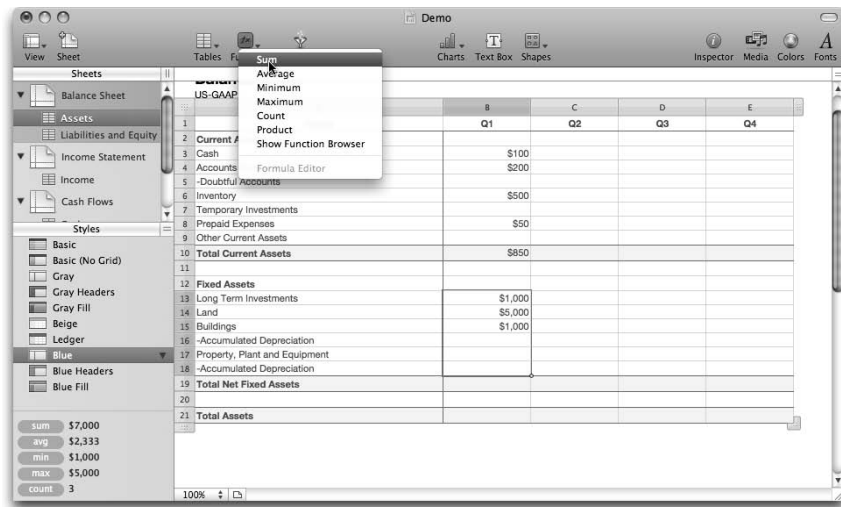 Demo
View Sheet Tables Charts Text Box Shapes Inspector Media Colors Fonts
Sum
Average
Minimum
Maximum
Count
Product
Show Function Browser
Formula Editor
Sheets
Balance Sheet
Assets
Liabilities and Equity
Income Statement
Income
Cash Flows
Styles
Basic
Basic (No Grid)
Gray
Gray Headers
Gray Fill
Beige
Ledger
Blue
Blue Headers
Blue Fill
sum $7,000
avg $2,333
min $1,000
max $5,000
count 3
US-GAAP
B C D E
1 Q1 Q2 Q3 Q4
2 Current A
3 Cash $100
4 Accounts $200
5 -Doubtful Accounts
6 Inventory $500
7 Temporary Investments
8 Prepaid Expenses $50
9 Other Current Assets
10 Total Current Assets $850
11
12 Fixed Assets
13 Long Term Investments $1,000
14 Land $5,000
15 Buildings $1,000
16 -Accumulated Depreciation
17 Property, Plant and Equipment
18 -Accumulated Depreciation
19 Total Net Fixed Assets
20
21 Total Assets
100%